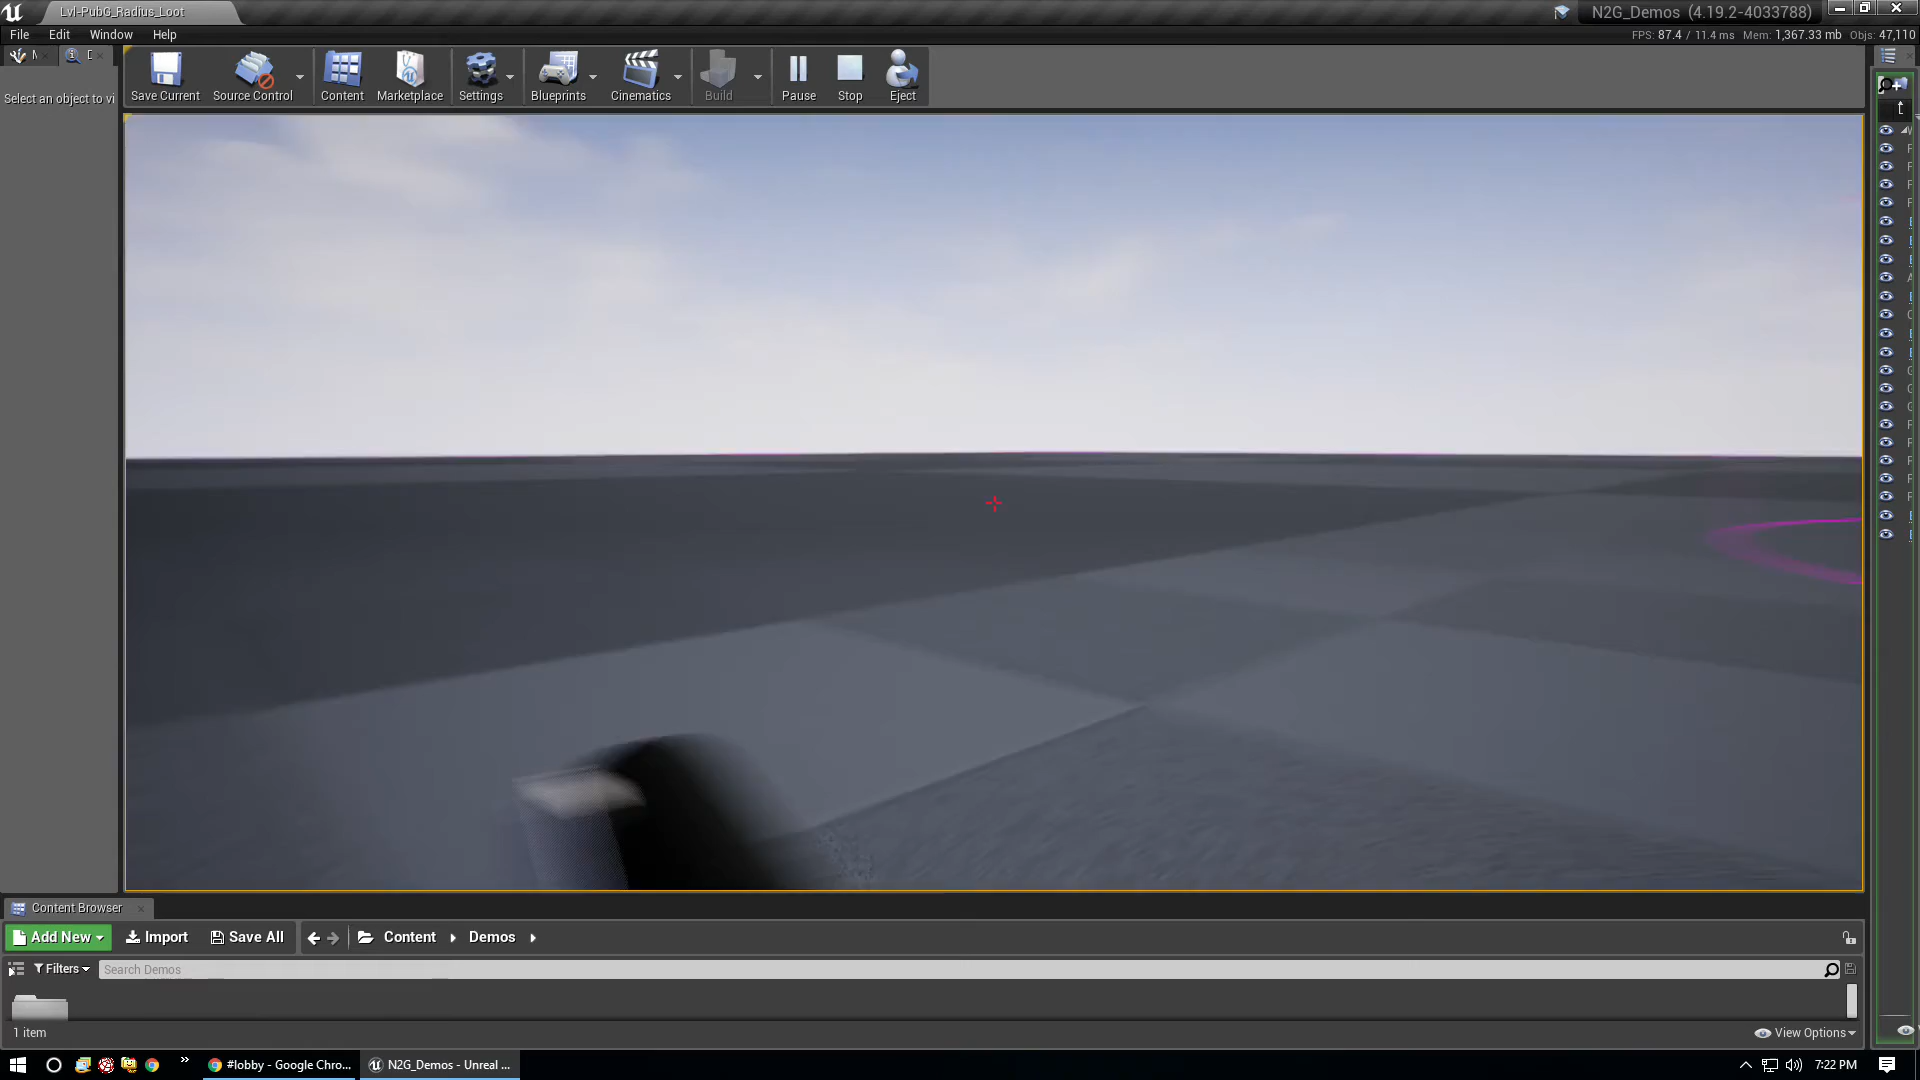 Lvl-PubG_Radius_Loot
N2G_Demos (4.19.2-4033788)
File Edit Window Help
FPS: 87.4 / 11.4 ms Mem: 1,367.33 mb Objs: 47,110
Select an object to vi
Save Current
Source Control
Content
Marketplace
Settings
Blueprints
Cinematics
Build
Pause
Stop
Eject
Content Browser
Add New
Import
Save All
Content
Demos
Filters
Search Demos
1 item
View Options
#lobby - Google Chro...
N2G_Demos - Unreal ...
7:22 PM